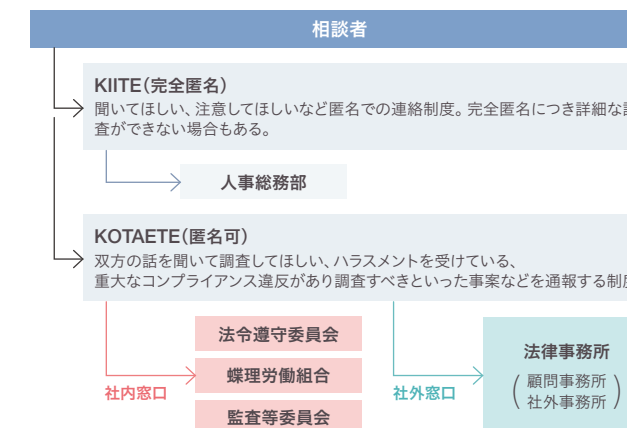 相談者
KIITE（完全匿名）
聞いてほしい、注意してほしいなど匿名での連絡制度。完全匿名につき詳細な
査ができない場合もある。
人事総務部
KOTAETE（匿名可）
双方の話を聞いて調査してほしい、ハラスメントを受けている、
重大なコンプライアンス違反があり調査すべきといった事案などを通報する制
法令遵守委員会
蝶理労働組合
監査等委員会
社内窓口
社外窓口
法律事務所
（顧問事務所
社外事務所）